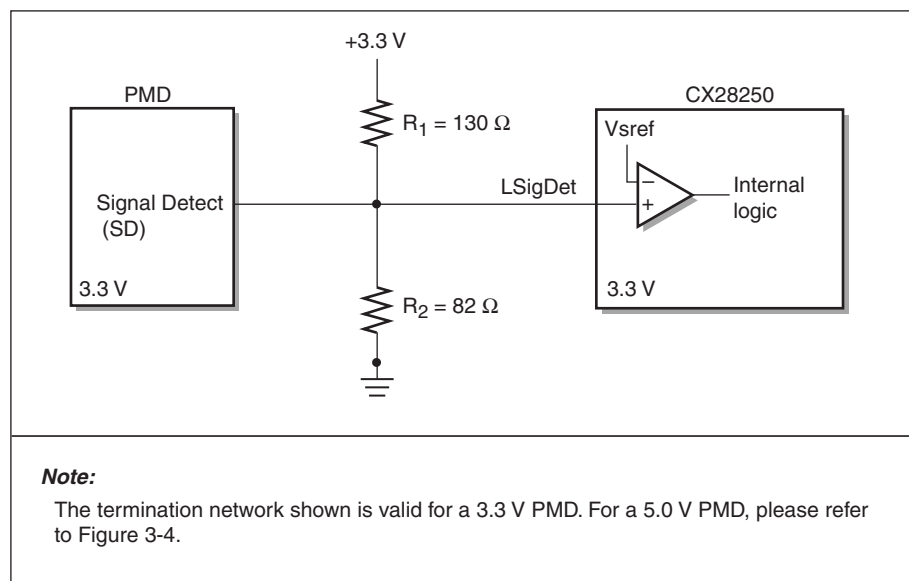 +3.3 V
PMD
CX28250
R1 = 130 Ω
Vsref
LSigDet
Signal Detect
(SD)
–
+
Internal
logic
3.3 V
R2 = 82 Ω
3.3 V
Note:
The termination network shown is valid for a 3.3 V PMD. For a 5.0 V PMD, please refer
to Figure 3-4.